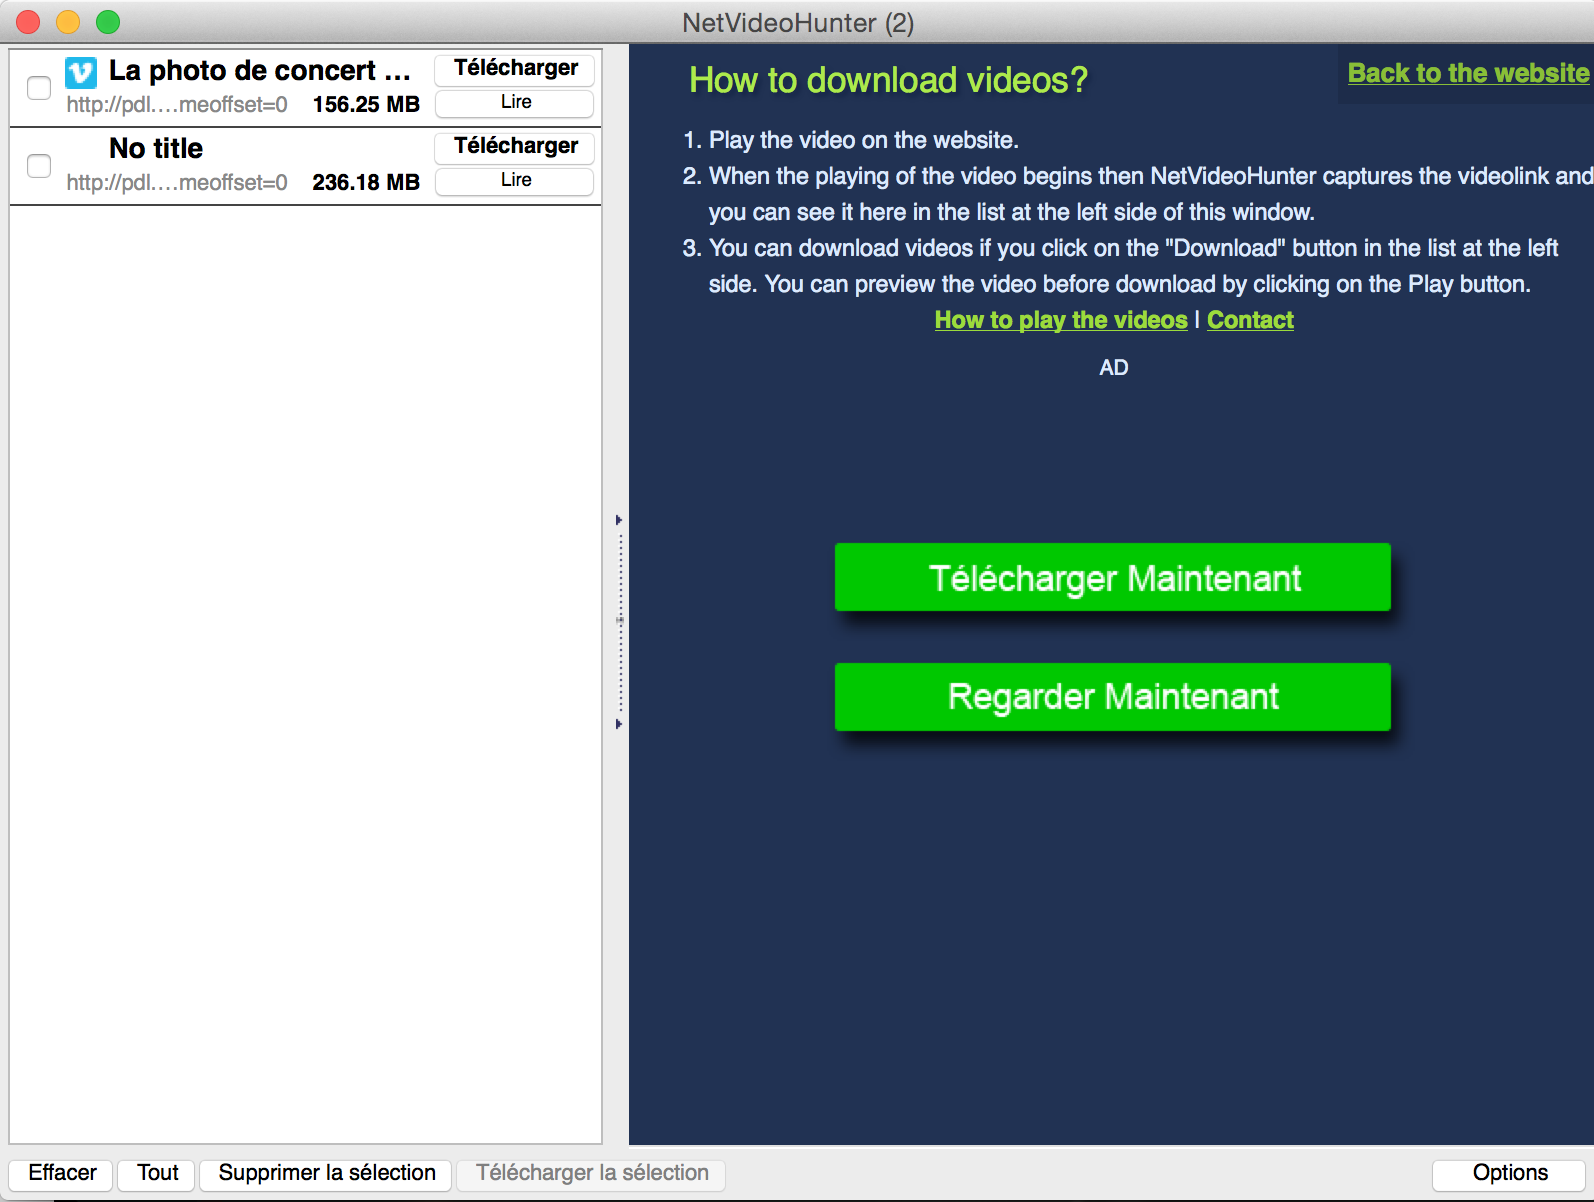 NetVideoHunter (2)
La photo de concert ...
Télécharger
http://pdl....meoffset=0 156.25 MB
Lire
No title
Télécharger
http://pdl....meoffset=0 236.18 MB
Lire
Back to the website
How to download videos?
1. Play the video on the website.
2. When the playing of the video begins then NetVideoHunter captures the videolink and
you can see it here in the list at the left side of this window.
3. You can download videos if you click on the "Download" button in the list at the left
side. You can preview the video before download by clicking on the Play button.
How to play the videos | Contact
AD
Télécharger Maintenant
Regarder Maintenant
Effacer Tout Supprimer la sélection Télécharger la sélection Options